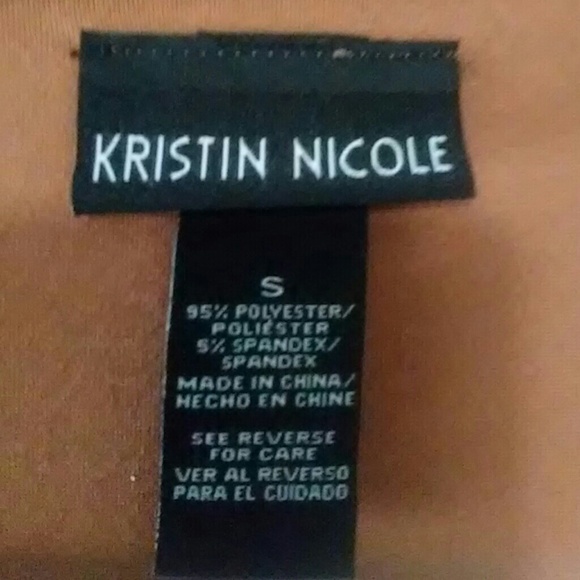 KRISTIN NICOLE
S
95% POLYESTER/
POLIÉSTER
5% SPANDEX/
SPANDEX
MADE IN CHINA/
HECHO EN CHINE
SEE REVERSE
FOR CARE
VER AL REVERSO
PARA EL CUIDADO